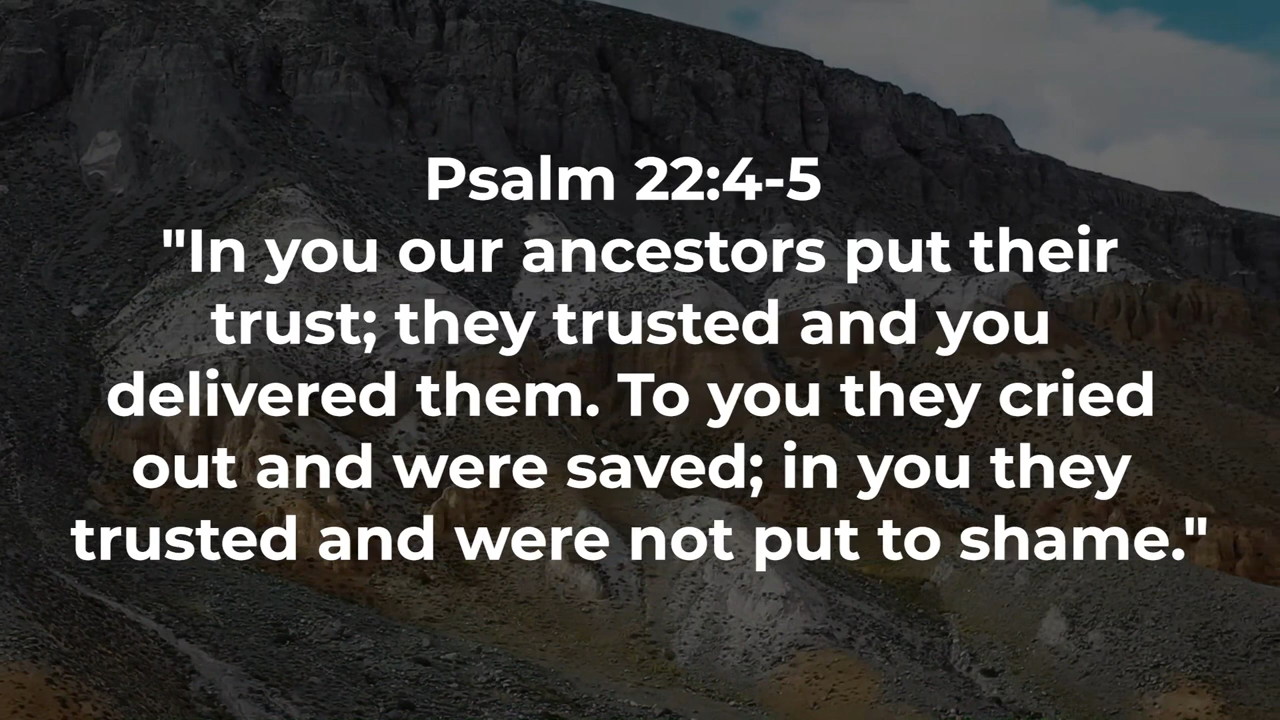 Psalm 22:4-5
"In you our ancestors put their
trust; they trusted and you
delivered them. To you they cried
out and were saved; in you they
trusted and were not put to shame."